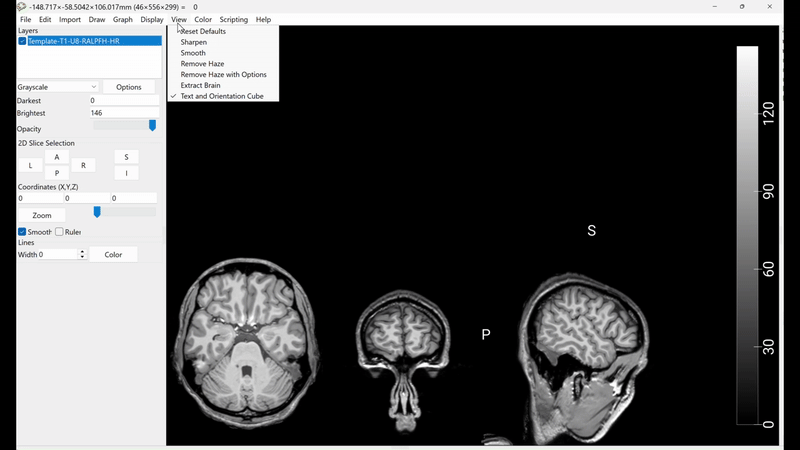 -148.717×-58.5042×106.017mm (46×556×299) = 0
File Edit Import Draw Graph Display View Color Scripting Help
Layers
Template-T1-U8-RALPFH-HR
Reset Defaults
Sharpen
Smooth
Remove Haze
Remove Haze with Options
Extract Brain
Text and Orientation Cube
Grayscale Options
Darkest 0
Brightest 146
Opacity
2D Slice Selection
A S
L R
P I
Coordinates (X,Y,Z)
0 0 0
Zoom
Smooth Ruler
Lines
Width 0 Color
S
P
120
90
60
30
0